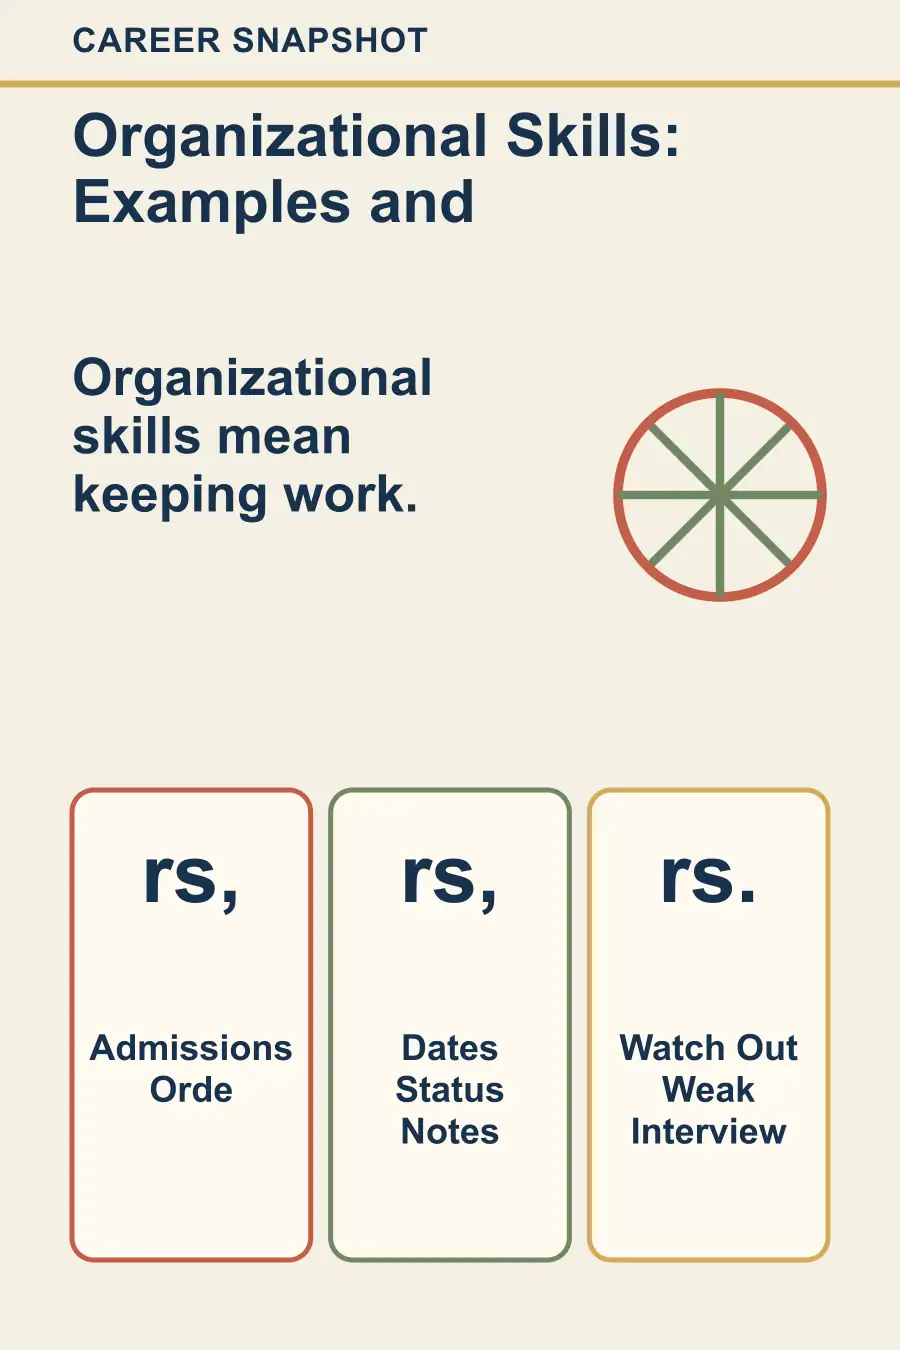 CAREER SNAPSHOT
Organizational Skills:
Examples and
Organizational
skills mean
keeping work.
rs,
Admissions
Orde
rs,
Dates
Status
Notes
rs.
Watch Out
Weak
Interview